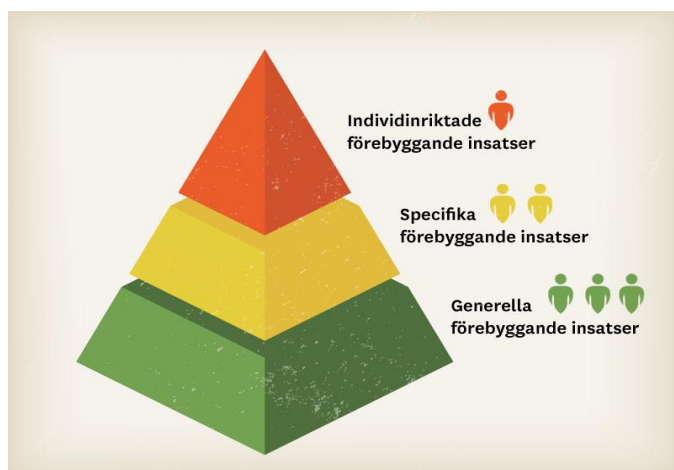 Individinriktade
förebyggande insatser
Specifika
förebyggande insatser
Generella
förebyggande insatser